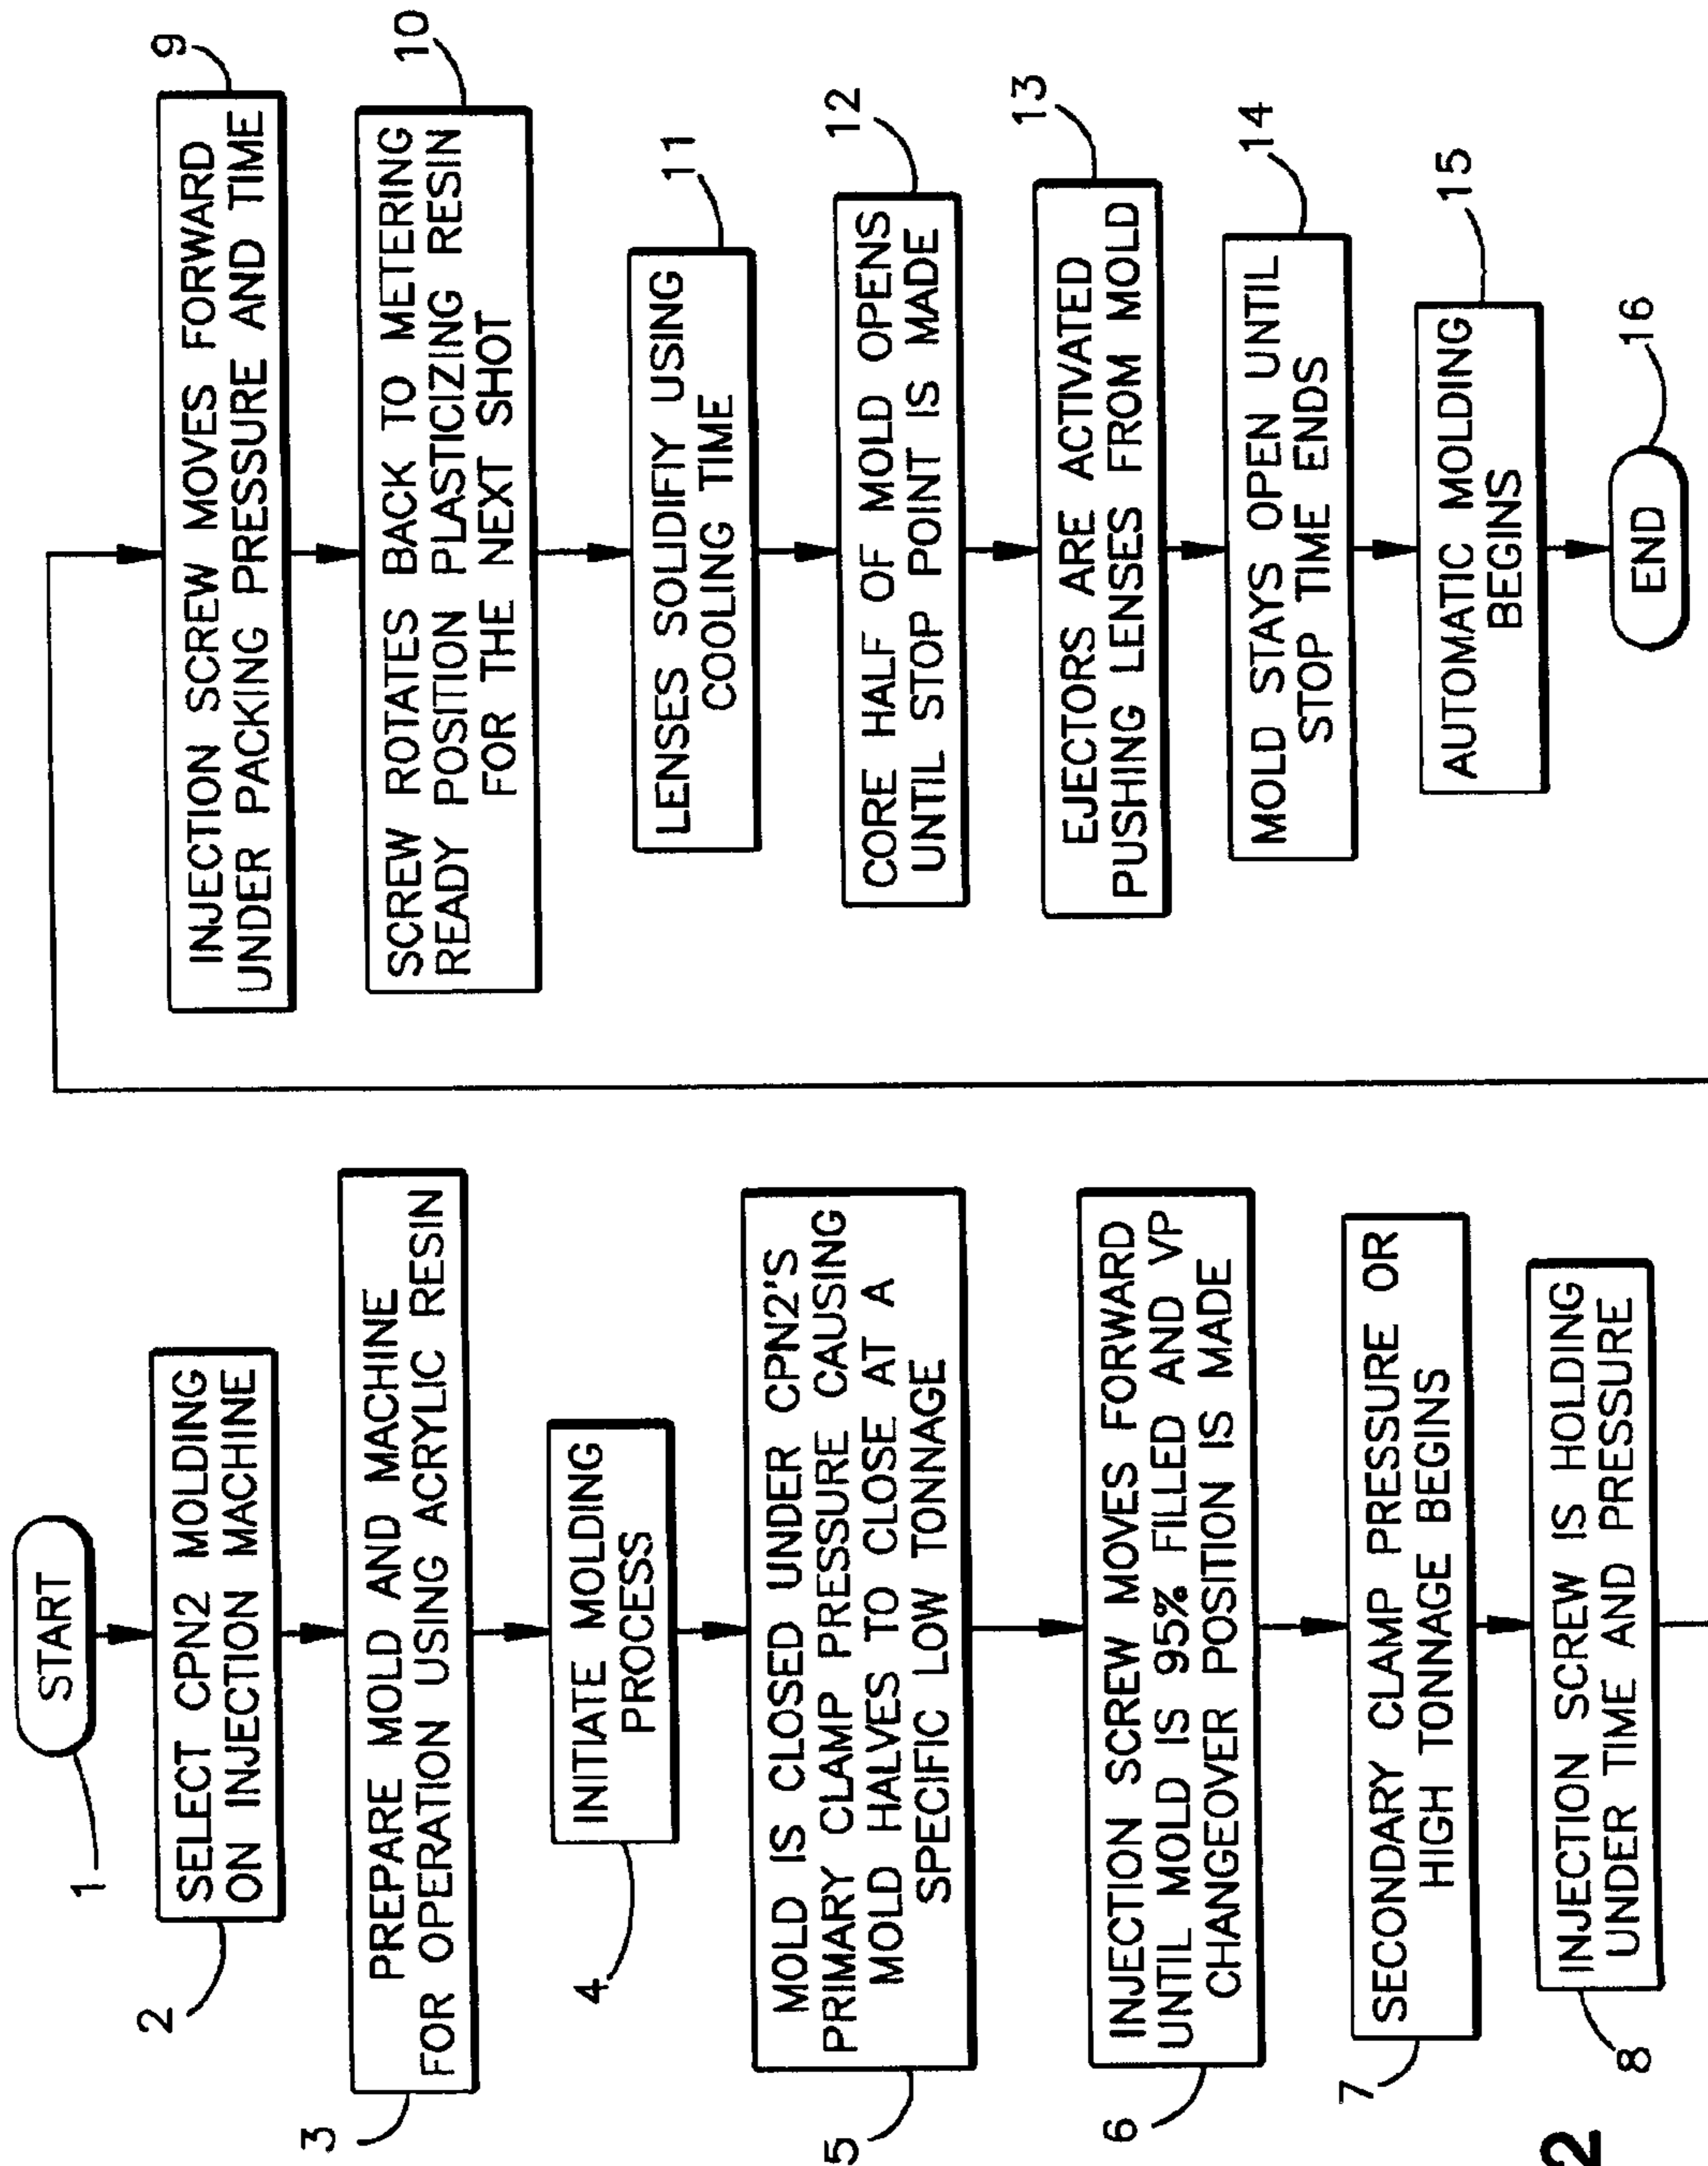 START
1
SELECT CPN2 MOLDING
ON INJECTION MACHINE
2
PREPARE MOLD AND MACHINE
FOR OPERATION USING ACRYLIC RESIN
3
INITIATE MOLDING
PROCESS
4
MOLD IS CLOSED UNDER CPN2'S
PRIMARY CLAMP PRESSURE CAUSING
MOLD HALVES TO CLOSE AT A
SPECIFIC LOW TONNAGE
5
INJECTION SCREW MOVES FORWARD
UNTIL MOLD IS 95% FILLED AND VP
CHANGEOVER POSITION IS MADE
6
SECONDARY CLAMP PRESSURE OR
HIGH TONNAGE BEGINS
7
INJECTION SCREW IS HOLDING
UNDER TIME AND PRESSURE
8
INJECTION SCREW MOVES FORWARD
UNDER PACKING PRESSURE AND TIME
9
SCREW ROTATES BACK TO METERING
READY POSITION PLASTICIZING RESIN
FOR THE NEXT SHOT
10
LENSES SOLIDIFIY USING
COOLING TIME
11
CORE HALF OF MOLD OPENS
UNTIL STOP POINT IS MADE
12
EJECTORS ARE ACTIVATED
PUSHING LENSES FROM MOLD
13
MOLD STAYS OPEN UNTIL
STOP TIME ENDS
14
AUTOMATIC MOLDING
BEGINS
15
END
16
2